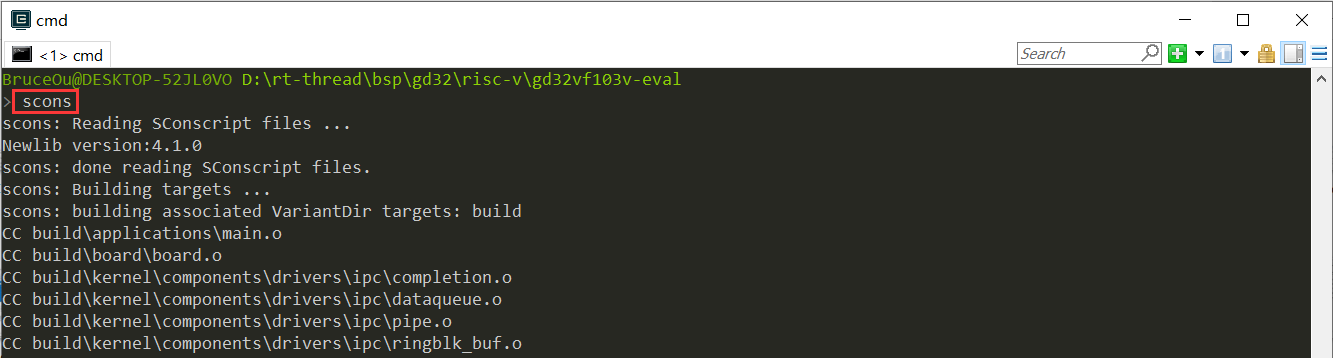 cmd
<1> cmd
Search
BruceOu@DESKTOP-52JL0VO D:\rt-thread\bsp\gd32\risc-v\gd32vf103v-eval
> scons
scons: Reading SConscript files ...
Newlib version:4.1.0
scons: done reading SConscript files.
scons: Building targets ...
scons: building associated VariantDir targets: build
CC build\applications\main.o
CC build\board\board.o
CC build\kernel\components\drivers\ipc\completion.o
CC build\kernel\components\drivers\ipc\dataqueue.o
CC build\kernel\components\drivers\ipc\pipe.o
CC build\kernel\components\drivers\ipc\ringblk_buf.o